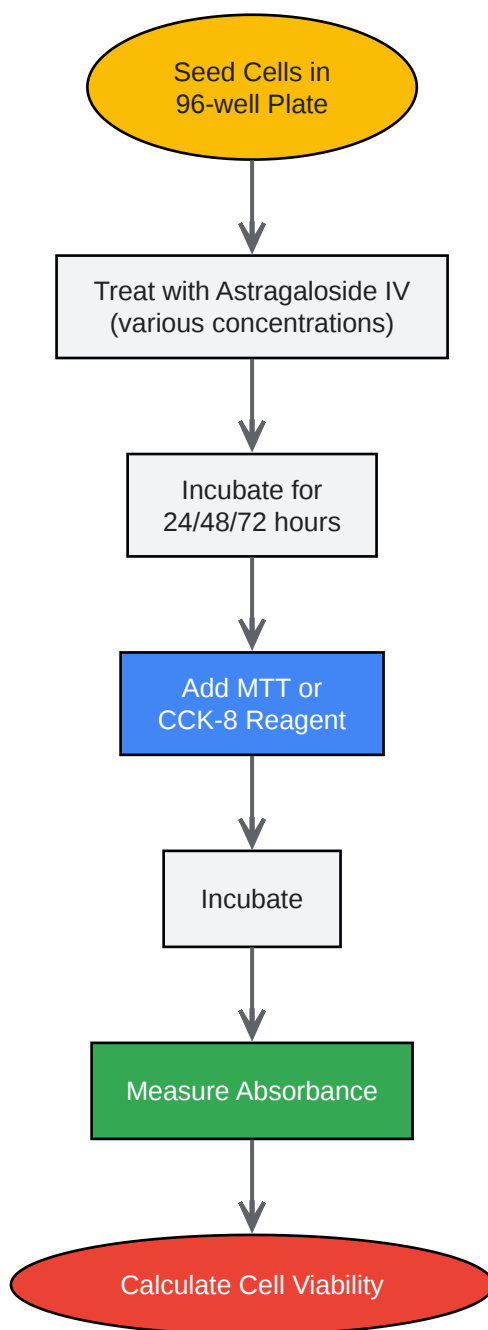 Seed Cells in
96-well Plate
Treat with Astragaloside IV
(various concentrations)
Incubate for
24/48/72 hours
Add MTT or
CCK-8 Reagent
Incubate
Measure Absorbance
Calculate Cell Viability